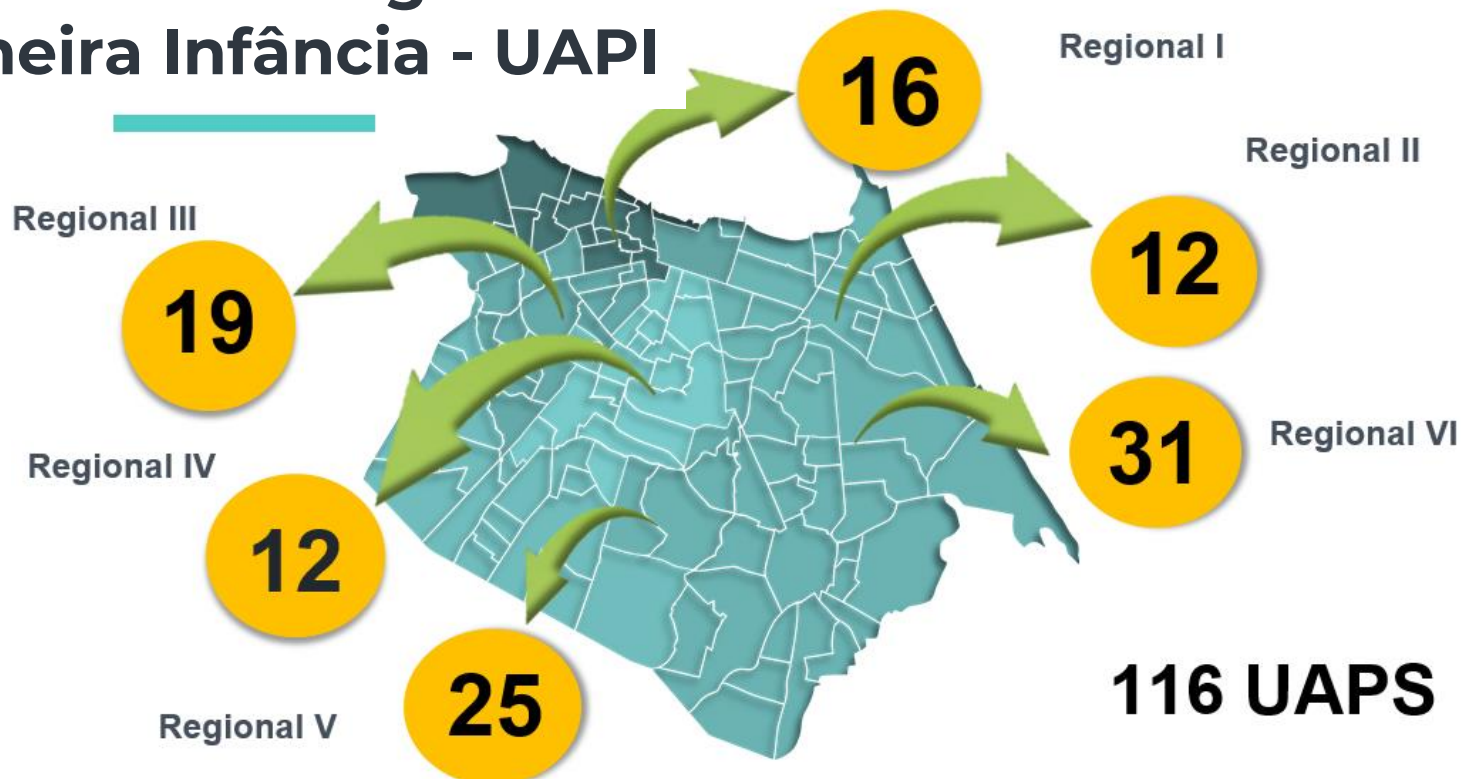 neira Infância - UAPI
Regional I
16
Regional II
12
Regional III
19
Regional VI
31
Regional IV
12
Regional V
25
116 UAPS